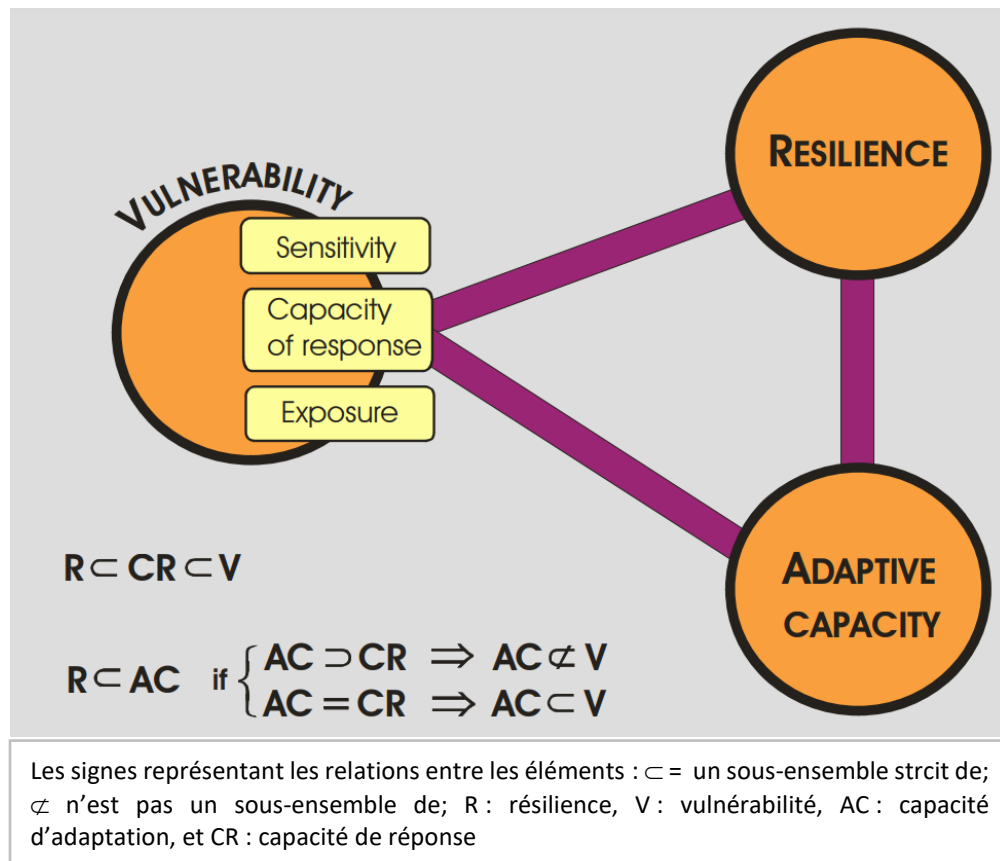 VULNERABILITY
Sensitivity
Capacity
of response
Exposure
RESILIENCE
ADAPTIVE
CAPACITY
R ⊂ CR ⊂ V
R ⊂ AC if { AC ⊃ CR ⇒ AC ⊄ V
AC = CR ⇒ AC ⊂ V
Les signes représentant les relations entre les éléments : ⊂ = un sous-ensemble strcit de;
⊄ n’est pas un sous-ensemble de; R : résilience, V : vulnérabilité, AC : capacité
d’adaptation, et CR : capacité de réponse